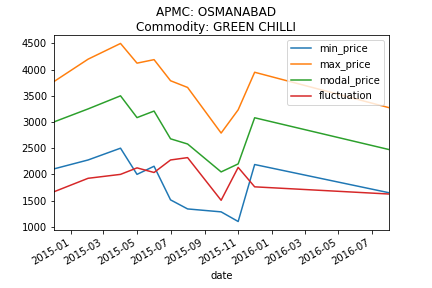 APMC: OSMANABAD
Commodity: GREEN CHILLI
4500
4000
3500
3000
2500
2000
1500
1000
min_price
max_price
modal_price
fluctuation
2015-01
2015-03
2015-05
2015-07
2015-09
2015-11
2016-01
2016-03
2016-05
2016-07
date